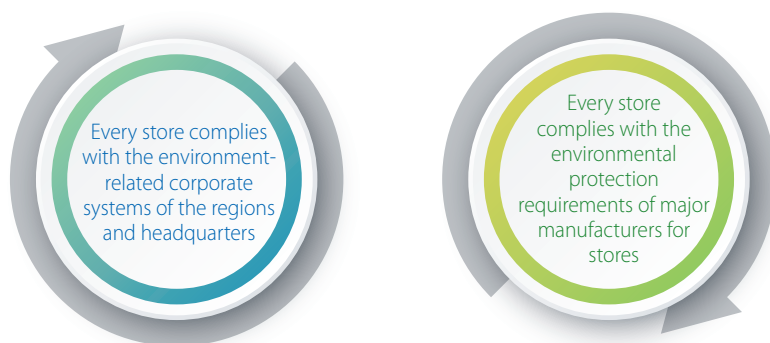 Every store complies
with the environment-
related corporate
systems of the regions
and headquarters
Every store
complies with the
environmental
protection
requirements of major
manufacturers for
stores